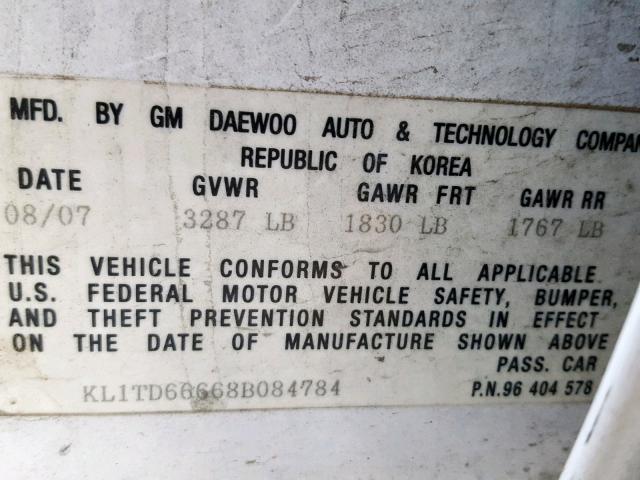 MFD. BY GM DAEWOO AUTO & TECHNOLOGY COMPA
REPUBLIC OF KOREA
DATE GVWR GAWR FRT GAWR RR
08/07 3287 LB 1830 LB 1767 LB
THIS VEHICLE CONFORMS TO ALL APPLICABLE
U.S. FEDERAL MOTOR VEHICLE SAFETY, BUMPER,
AND THEFT PREVENTION STANDARDS IN EFFECT
ON THE DATE OF MANUFACTURE SHOWN ABOVE
PASS. CAR
KL1TD66668B084784 P.N.96 404 578